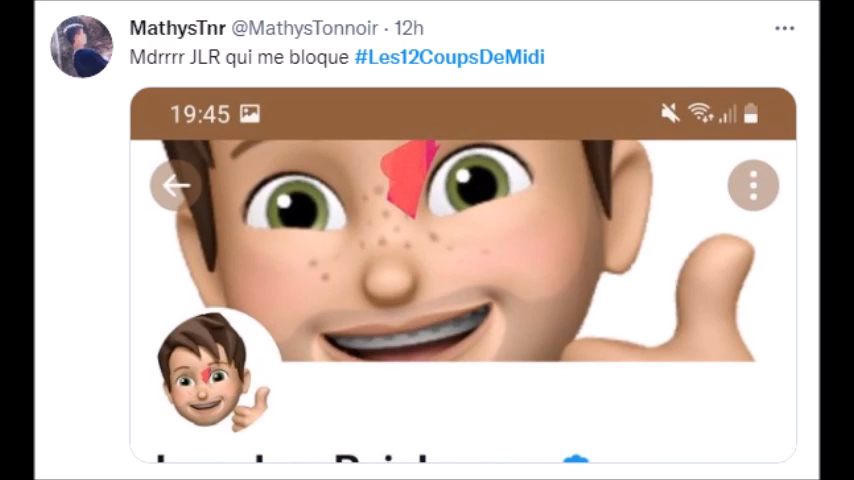 MathysTnr @MathysTonnoir · 12h
Mdrrrr JLR qui me bloque #Les12CoupsDeMidi
19:45